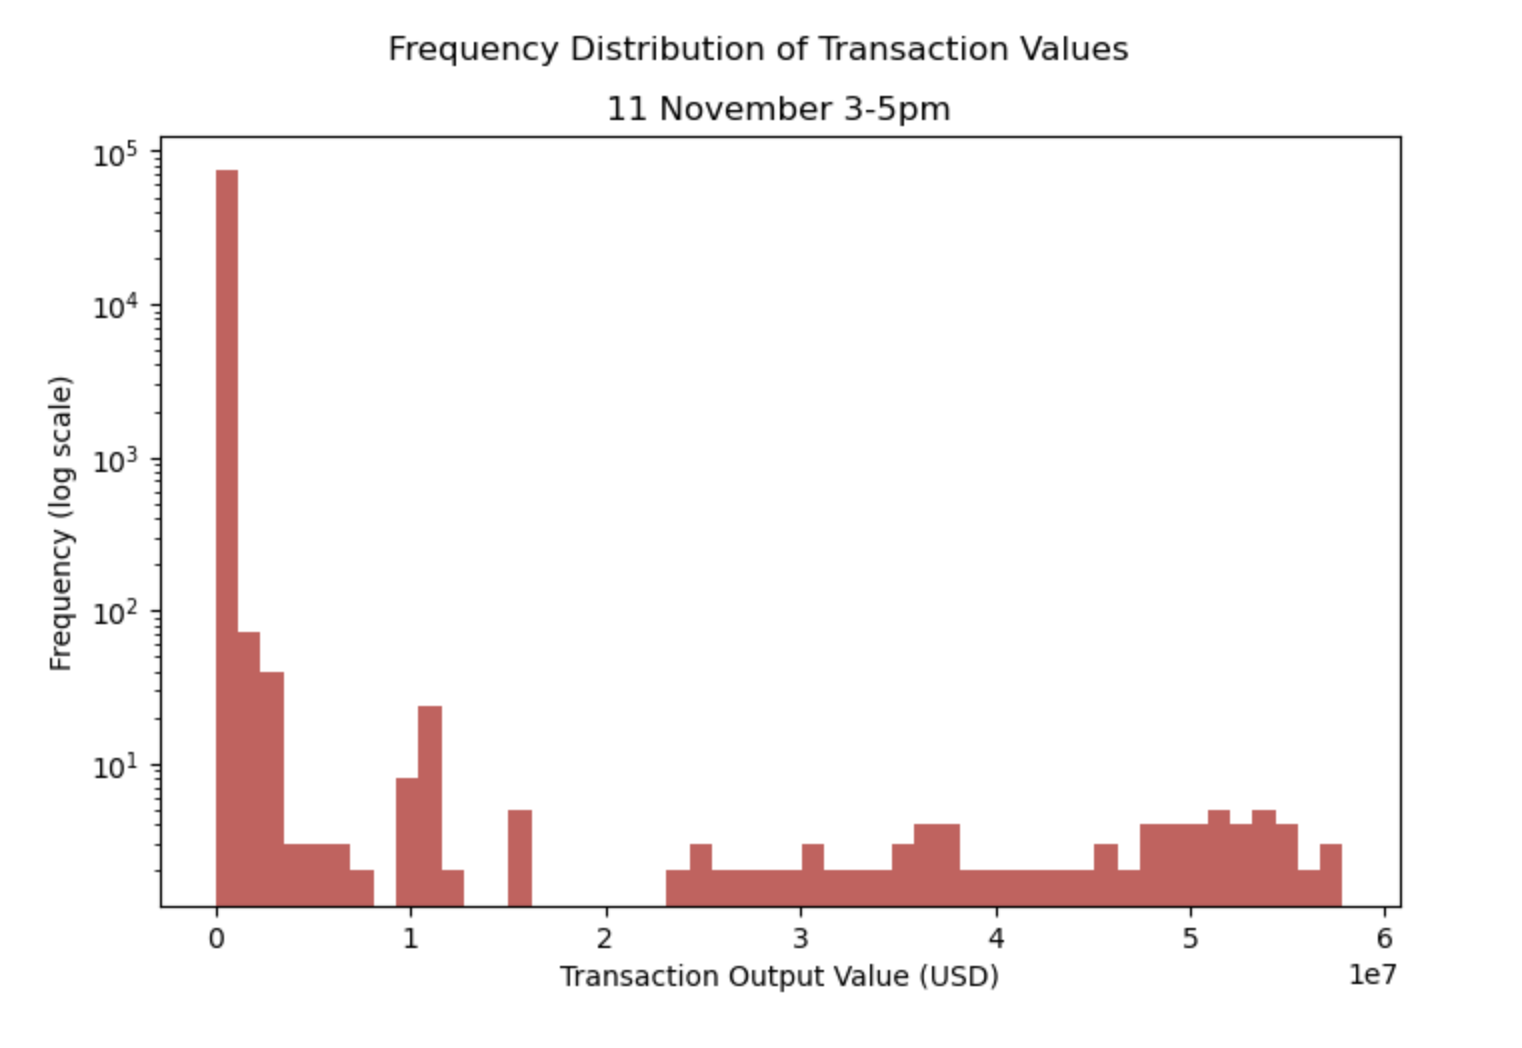 Frequency Distribution of Transaction Values
11 November 3-5pm
Frequency (log scale)
10⁵
10⁴
10³
10²
10¹
0 1 2 3 4 5 6
1e7
Transaction Output Value (USD)